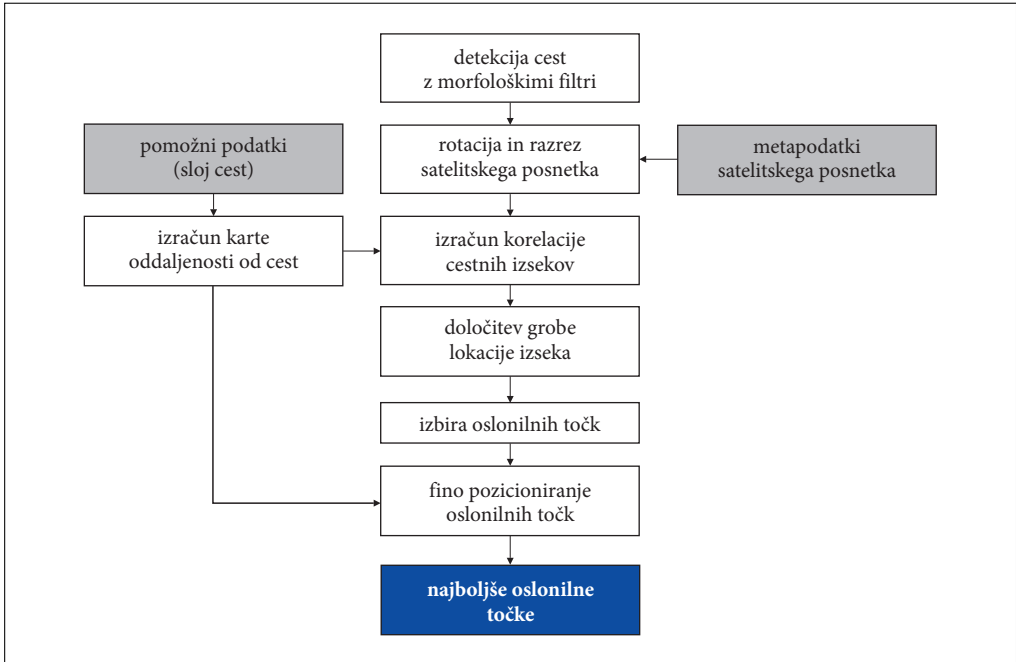 detekcija cest
z morfološkimi filtri
pomožni podatki
(sloj cest)
rotacija in razrez
satelitskega posnetka
metapodatki
satelitskega posnetka
izračun karte
oddaljenosti od cest
izračun korelacije
cestnih izsekov
določitev grobe
lokacije izseka
izbira oslonilnih točk
fino pozicioniranje
oslonilnih točk
najboljše oslonilne
točke